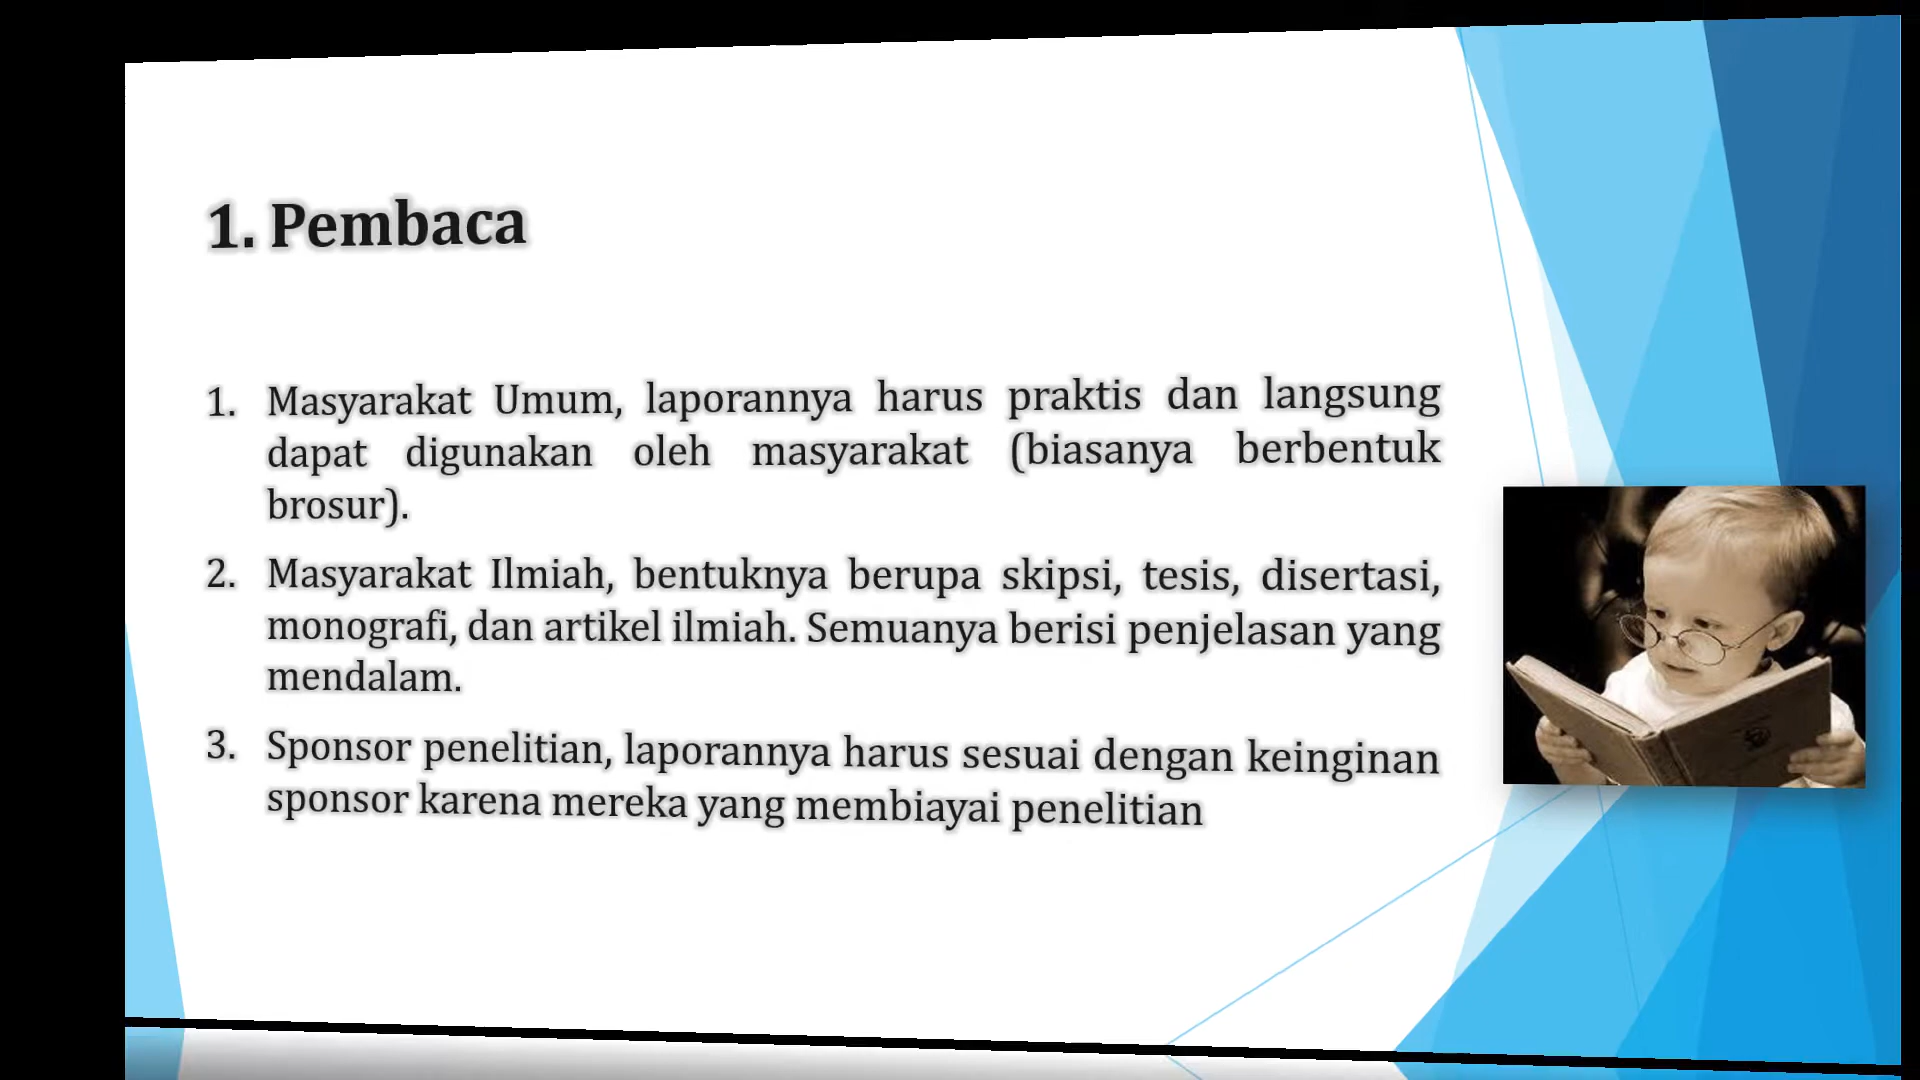 1. Pembaca
1. Masyarakat Umum, laporannya harus praktis dan langsung
dapat digunakan oleh masyarakat (biasanya berbentuk
brosur).
2. Masyarakat Ilmiah, bentuknya berupa skipsi, tesis, disertasi,
monografi, dan artikel ilmiah. Semuanya berisi penjelasan yang
mendalam.
3. Sponsor penelitian, laporannya harus sesuai dengan keinginan
sponsor karena mereka yang membiayai penelitian